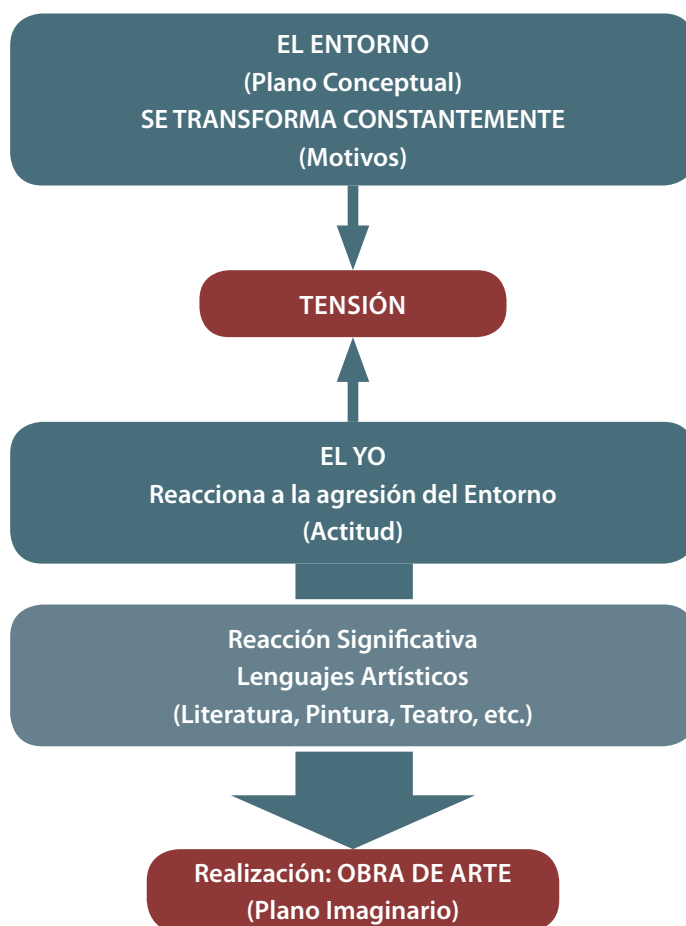 EL ENTORNO
(Plano Conceptual)
SE TRANSFORMA CONSTANTEMENTE
(Motivos)
TENSIÓN
EL YO
Reacciona a la agresión del Entorno
(Actitud)
Reacción Significativa
Lenguajes Artísticos
(Literatura, Pintura, Teatro, etc.)
Realización: OBRA DE ARTE
(Plano Imaginario)